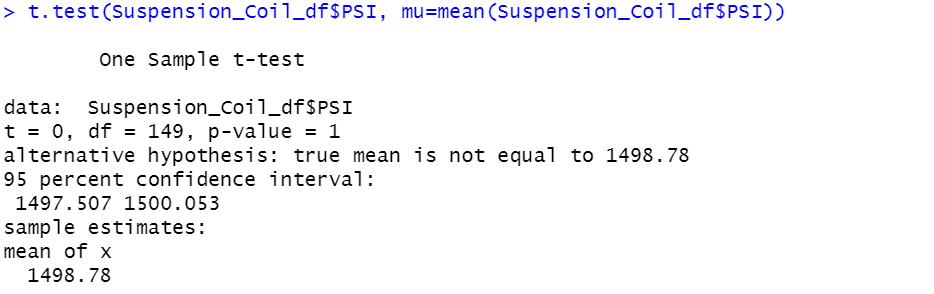 > t.test(Suspension_Coil_df$PSI, mu=mean(Suspension_Coil_df$PSI))
One Sample t-test
data:  Suspension_Coil_df$PSI
t = 0, df = 149, p-value = 1
alternative hypothesis: true mean is not equal to 1498.78
95 percent confidence interval:
1497.507 1500.053
sample estimates:
mean of x
1498.78